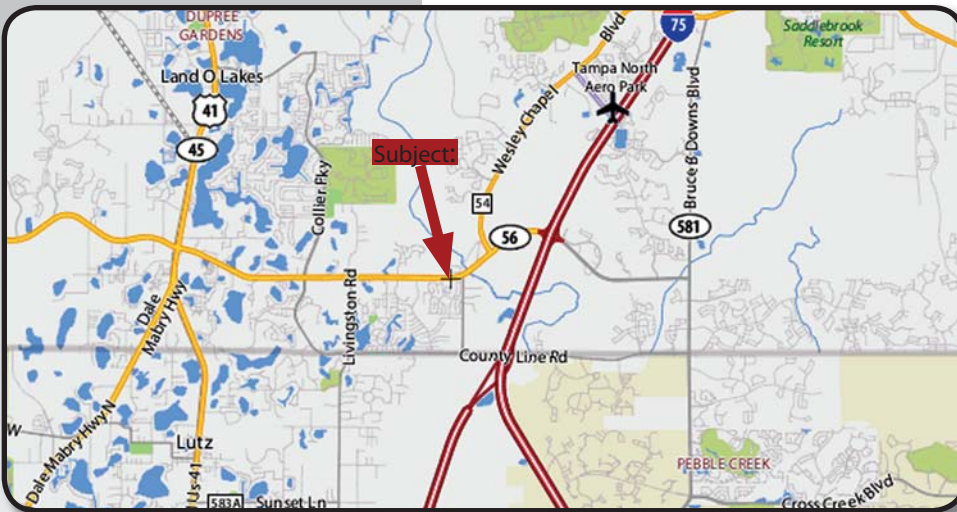 DUPREE
GARDENS
Blvd
75
Saddlebrook
Resort
Land O Lakes
Tampa North
Aero Park
41
Wesley Chapel
Bruce B Downs Blvd
45
Subject:
Collier Pky
54
56
581
Dale
Mabry Hwy
Livingston Rd
County Line Rd
W
Dale Mabry Hwy N
Lutz
PEBBLE CREEK
Us 41
583A
Sunset Ln
Cross Creek Blvd